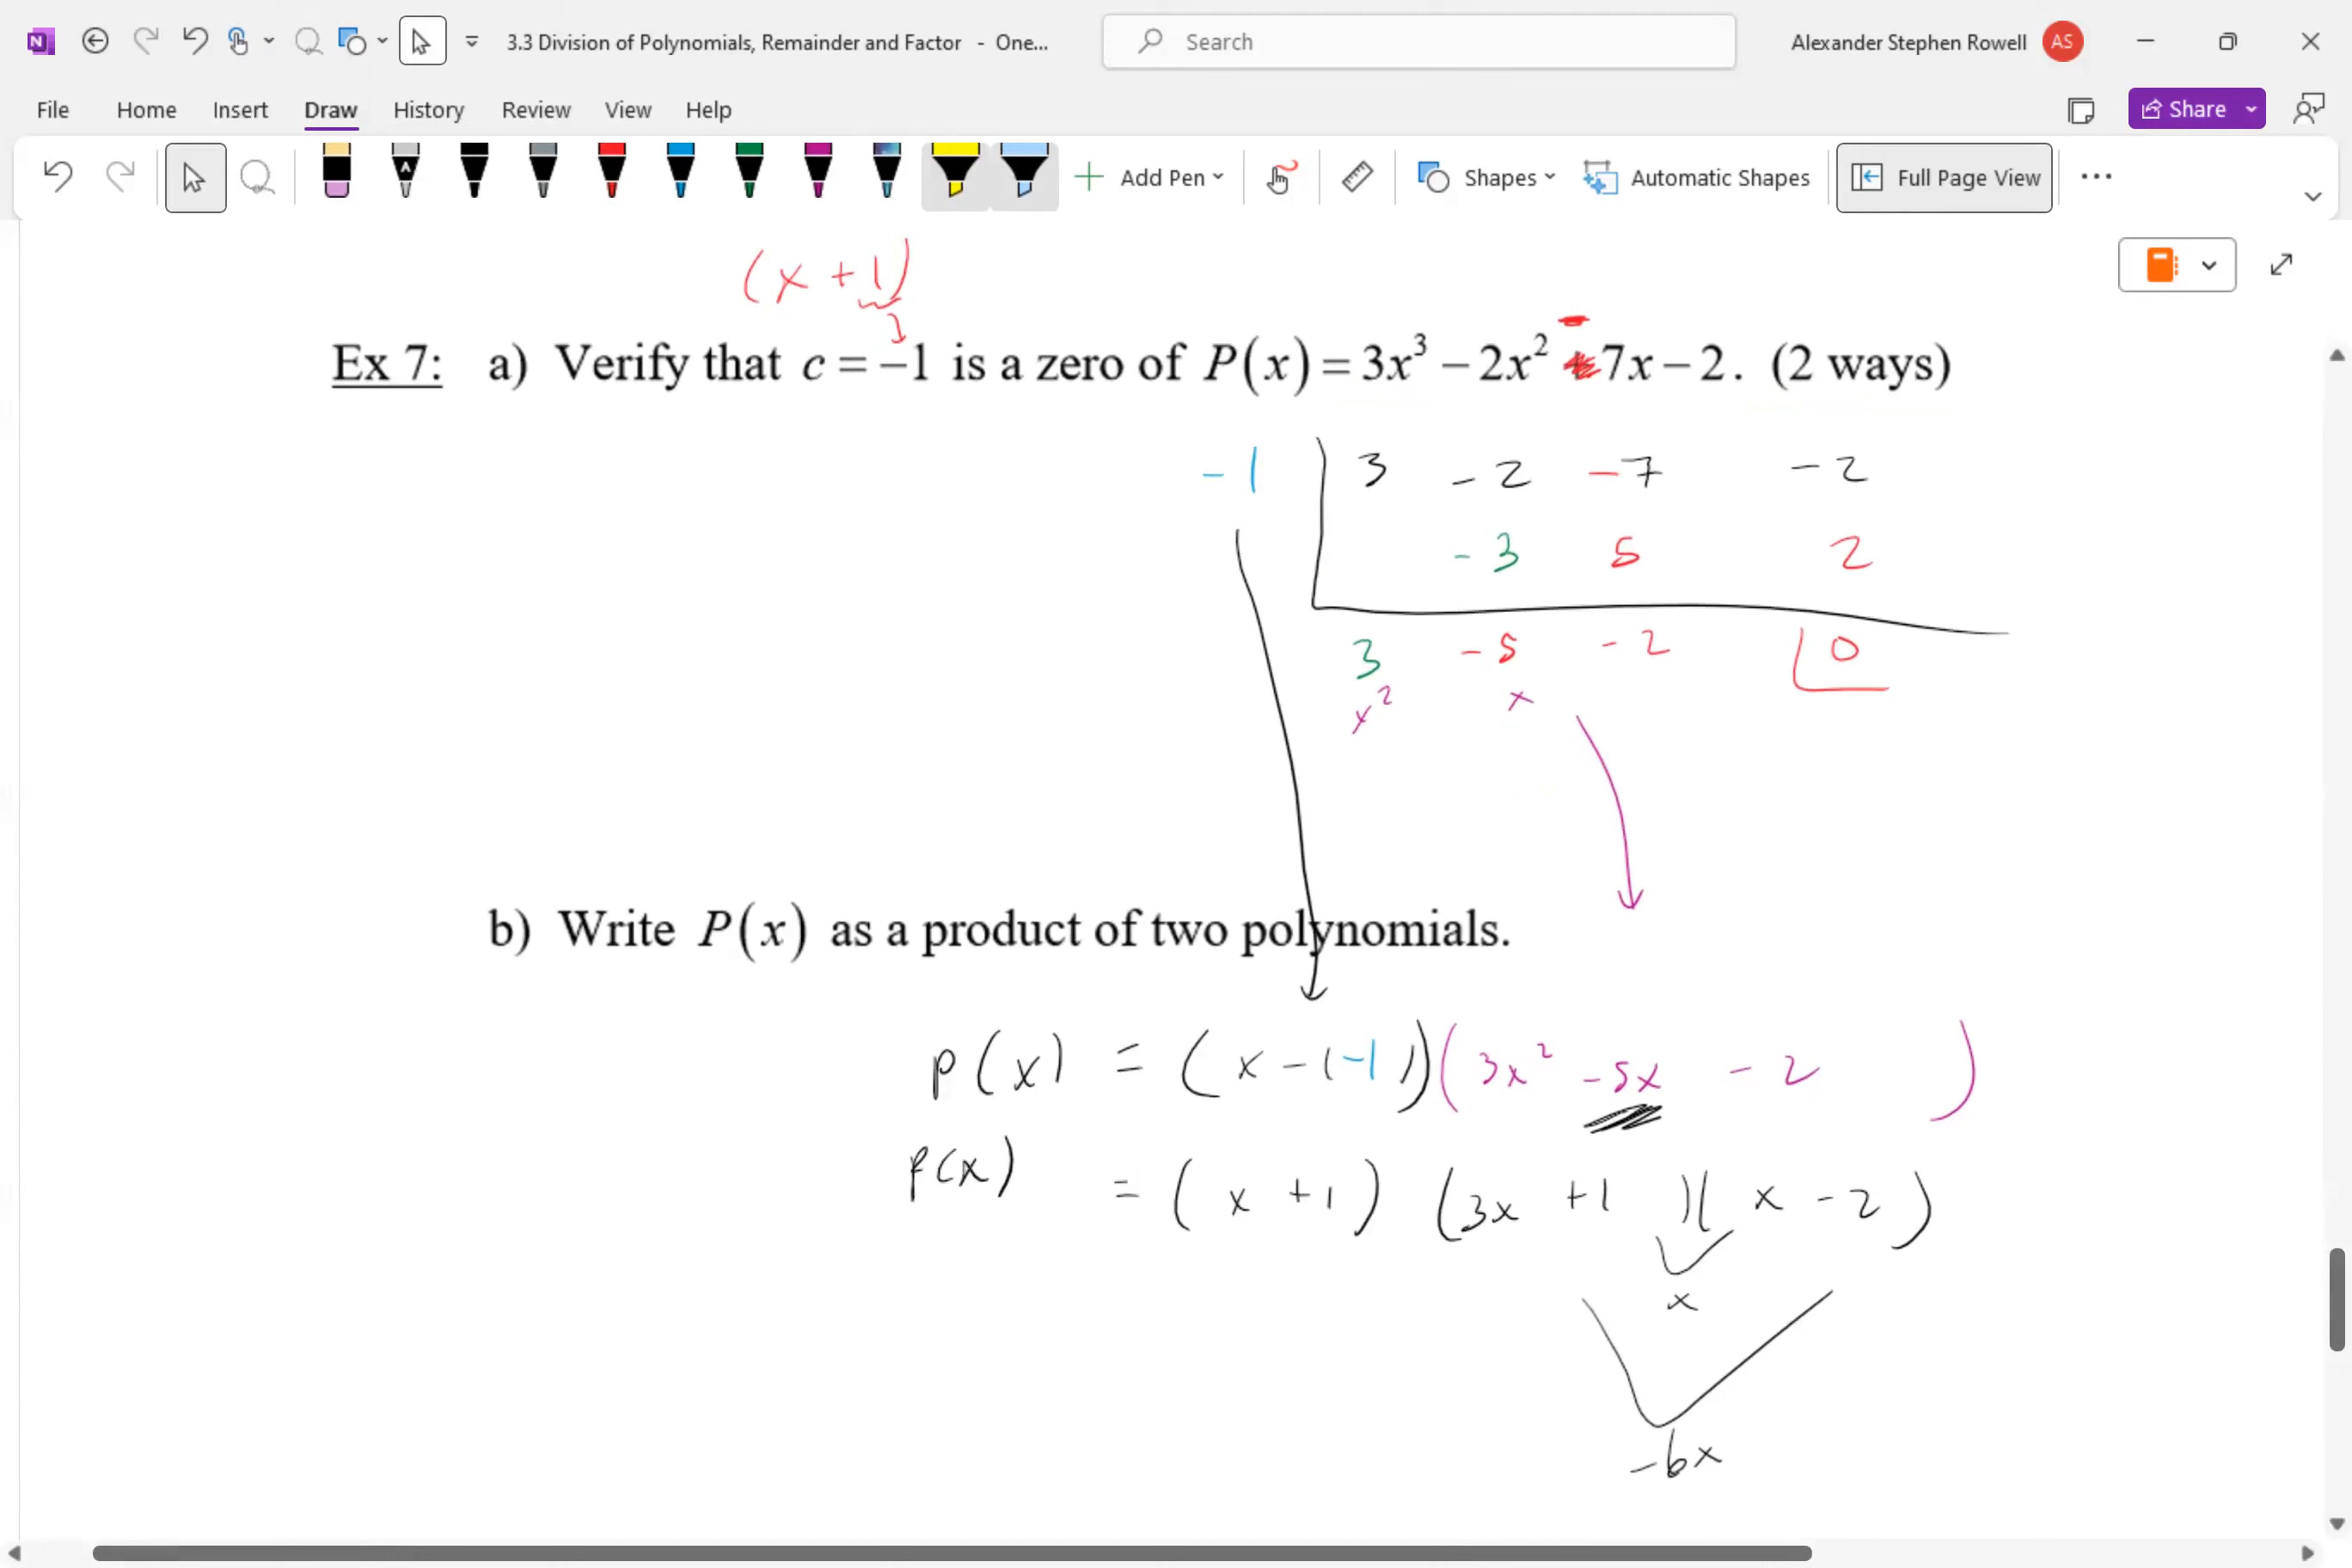 3.3 Division of Polynomials, Remainder and Factor - One...
Search
Alexander Stephen Rowell AS
File Home Insert Draw History Review View Help
Share
Add Pen Shapes Automatic Shapes Full Page View
(x + 1)
Ex 7: a) Verify that c = −1 is a zero of P(x) = 3x³ − 2x² - 7x − 2. (2 ways)
-1 3 -2 -7 -2
-3 5 2
3 -5 -2 0
x² x
b) Write P(x) as a product of two polynomials.
P(x) = (x - (-1))(3x² - 5x - 2)
P(x) = (x + 1)(3x + 1)(x - 2)
x
-6x